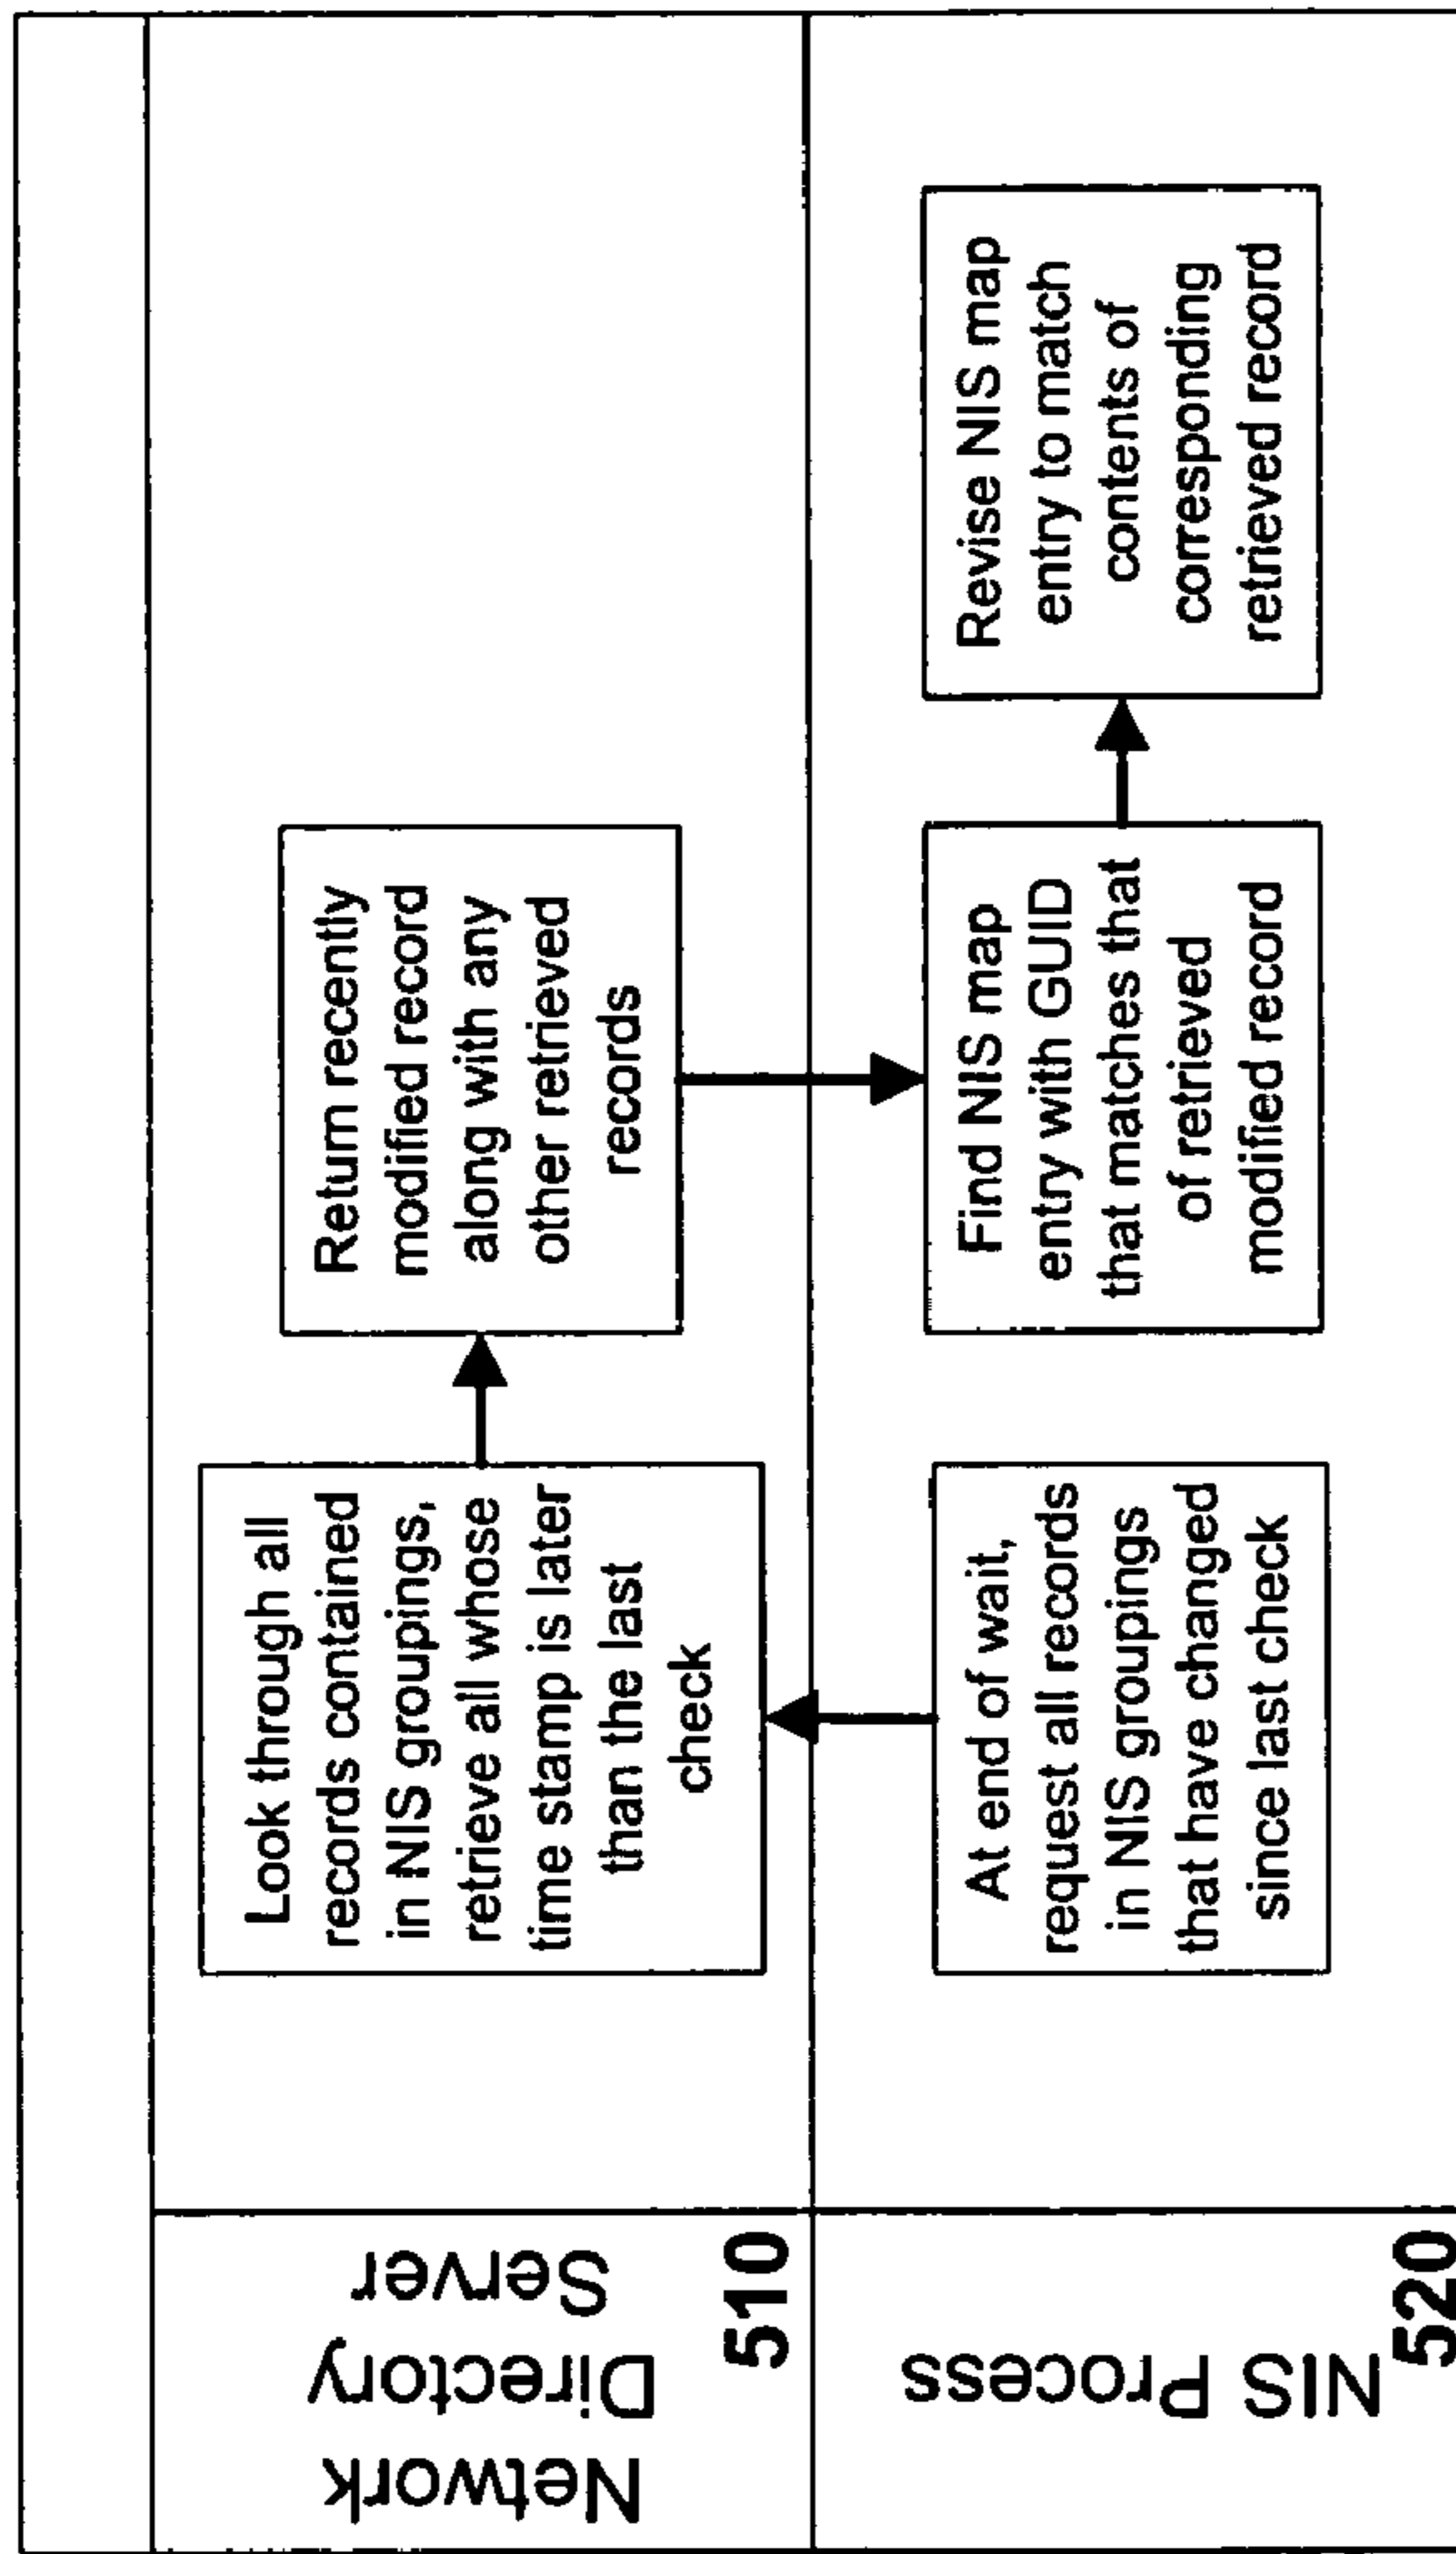 Network
Directory
Server
510
Look through all
records contained
in NIS groupings,
retrieve all whose
time stamp is later
than the last
check
Return recently
modified record
along with any
other retrieved
records
NIS Process
520
At end of wait,
request all records
in NIS groupings
that have changed
since last check
Find NIS map
entry with GUID
that matches that
of retrieved
modified record
Revise NIS map
entry to match
contents of
corresponding
retrieved record